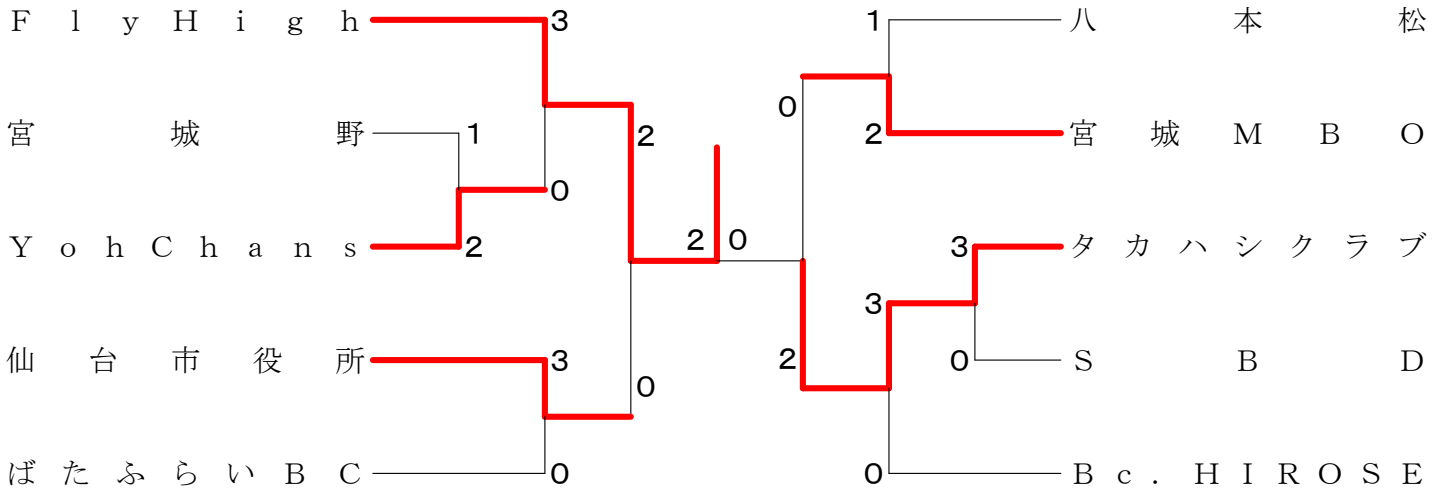 FlyHigh 3 1 八本松
0
宮城野 1 2 2 宮城MBO
0
YohChans 2 2 0 3 タカハシクラブ
3
仙台市役所 3 0 2 0 SBD
ばたふらいBC 0 0 Bc.HIROSE